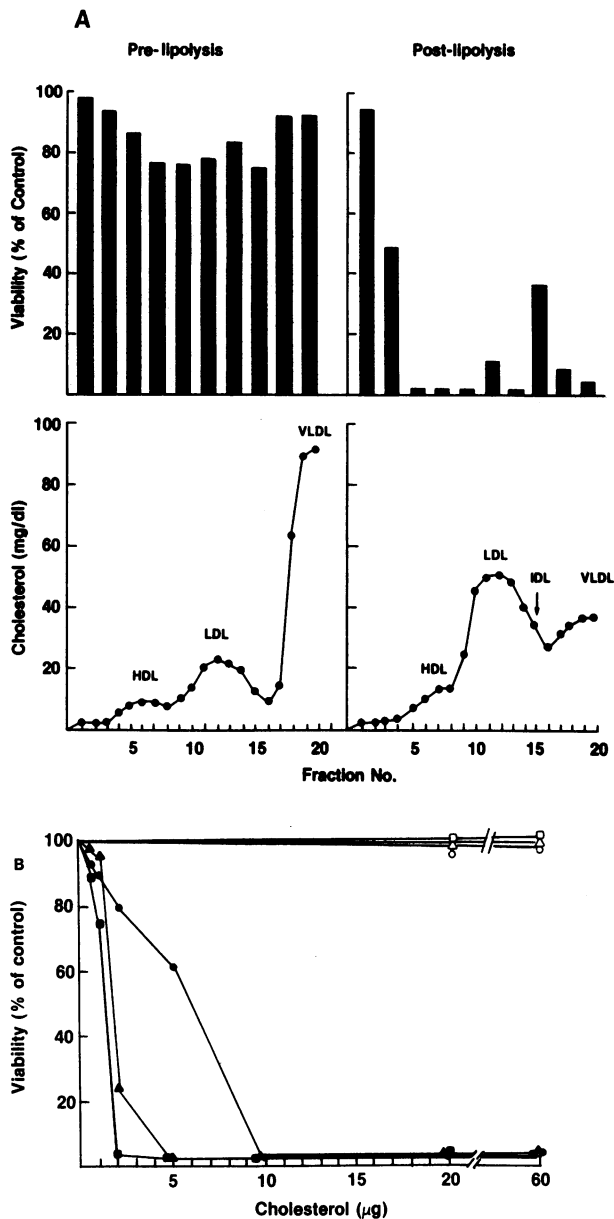 A
Pre-lipolysis
Post-lipolysis
Viability (% of Control)
100
80
60
40
20
Cholesterol (mg/dl)
100
80
60
40
20
HDL
LDL
VLDL
HDL
LDL
IDL
VLDL
5
10
15
20
5
10
15
20
Fraction No.
B
Viability (% of control)
100
80
60
40
20
5
10
15
20
60
Cholesterol (μg)